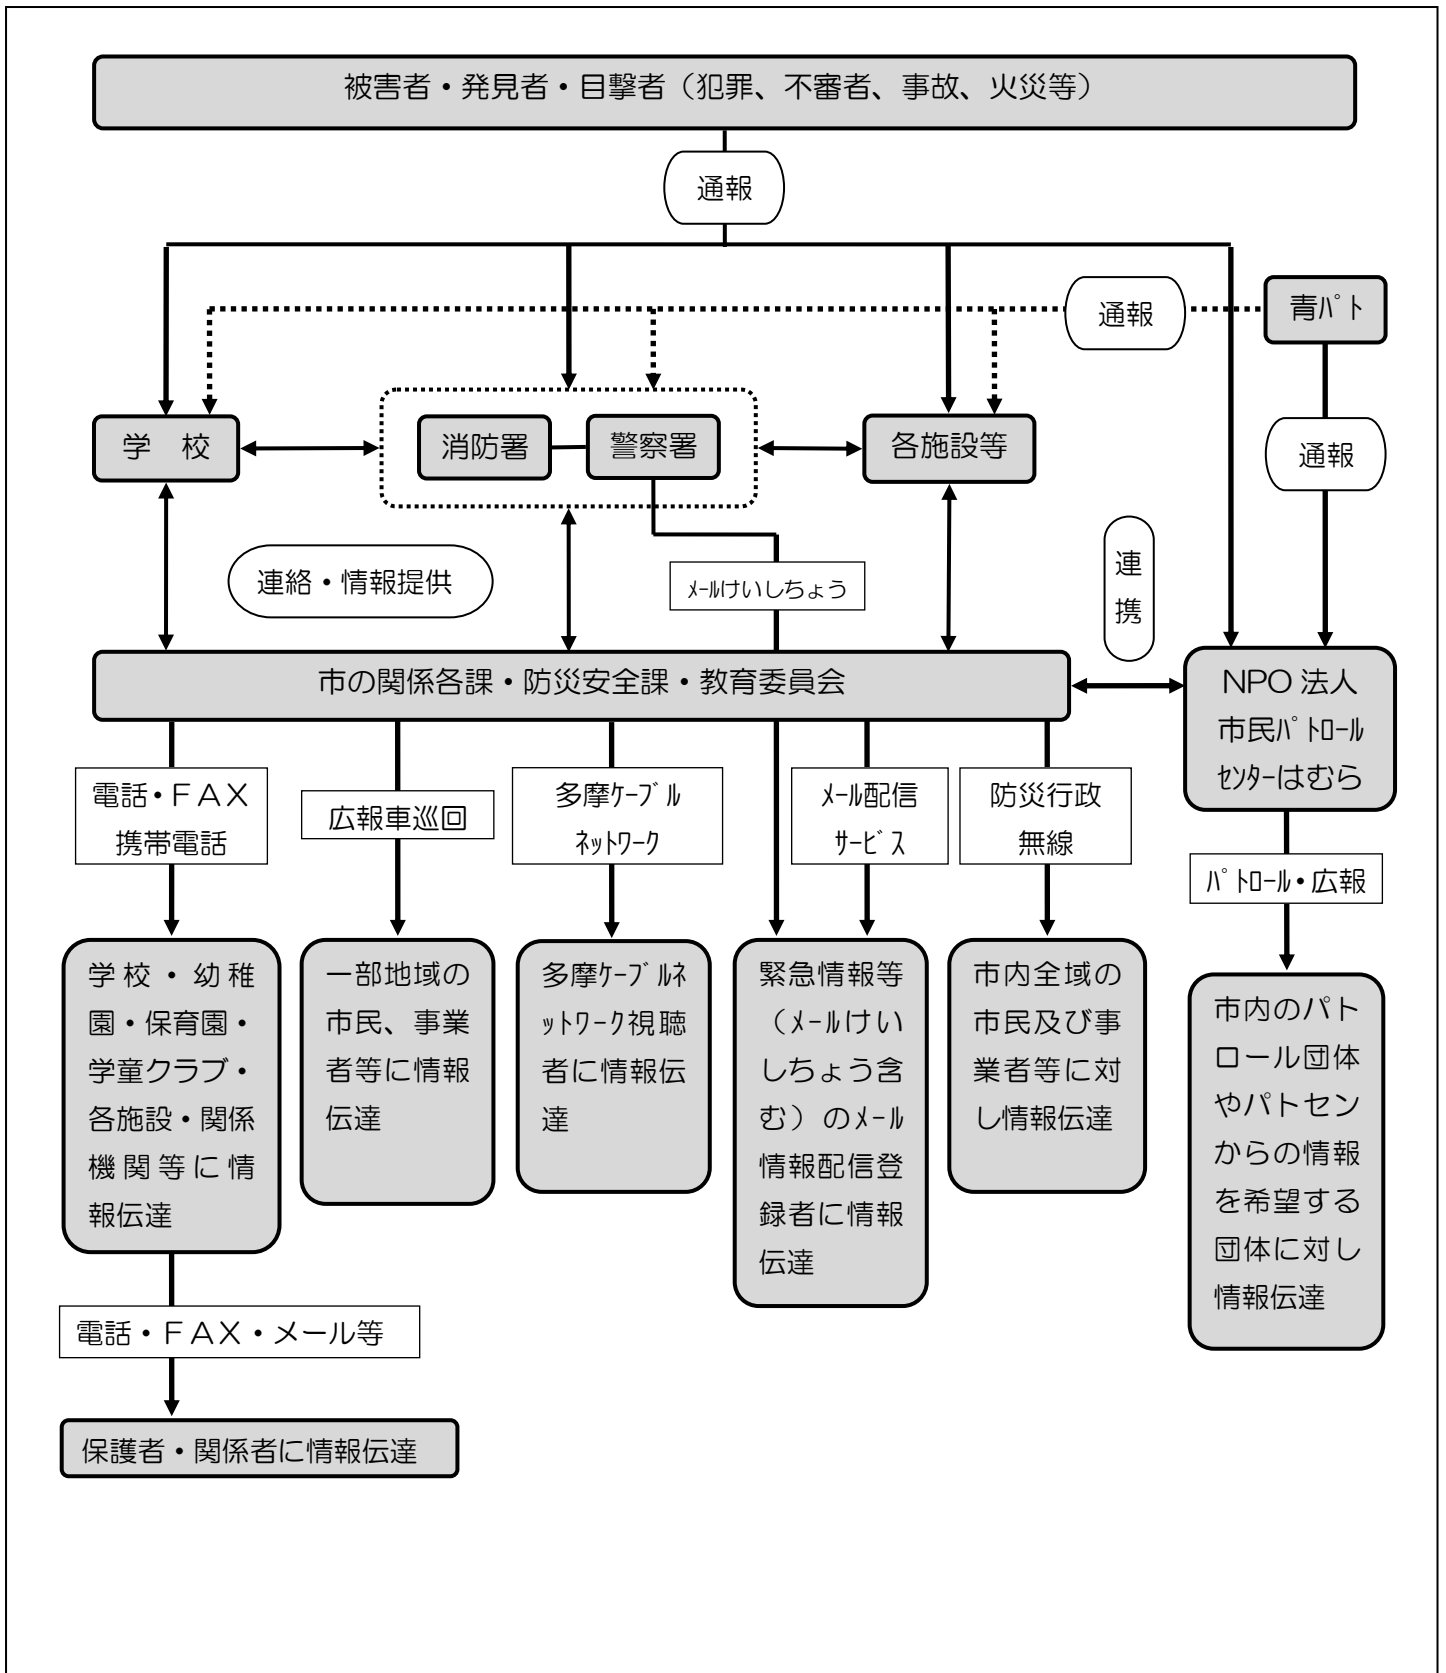 被害者・発見者・目撃者（犯罪、不審者、事故、火災等）
通報
通報
青ﾊﾟﾄ
学　校
消防署
警察署
各施設等
通報
連絡・情報提供
ﾒｰﾙけいしちょう
連
携
市の関係各課・防災安全課・教育委員会
NPO 法人
市民ﾊﾟﾄﾛｰﾙ
ｾﾝﾀｰはむら
電話・ＦＡＸ
携帯電話
広報車巡回
多摩ｹｰﾌﾞﾙ
ﾈｯﾄﾜｰｸ
ﾒｰﾙ配信
ｻｰﾋﾞｽ
防災行政
無線
ﾊﾟﾄﾛｰﾙ・広報
学校・幼稚
園・保育園・
学童クラブ・
各施設・関係
機関等に情
報伝達
一部地域の
市民、事業
者等に情報
伝達
多摩ｹｰﾌﾞﾙﾈ
ｯﾄﾜｰｸ視聴
者に情報伝
達
緊急情報等
（ﾒｰﾙけい
しちょう含
む）のﾒｰﾙ
情報配信登
録者に情報
伝達
市内全域の
市民及び事
業者等に対
し情報伝達
市内のパト
ロール団体
やパトセン
からの情報
を希望する
団体に対し
情報伝達
電話・ＦＡＸ・メール等
保護者・関係者に情報伝達